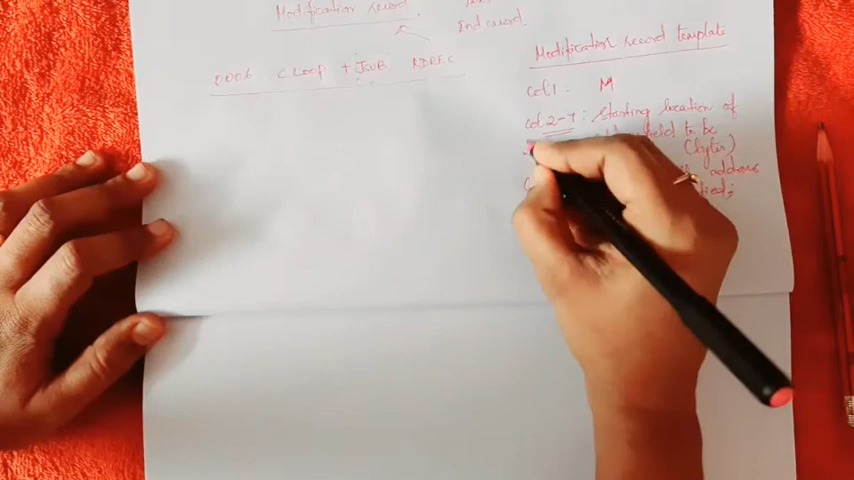 Modification record.
End record.
0006 CLOOP +JSUB RDREC
Modification record template
Col 1 M
Col 2-7: Starting location of
field to be
(bytes)
address